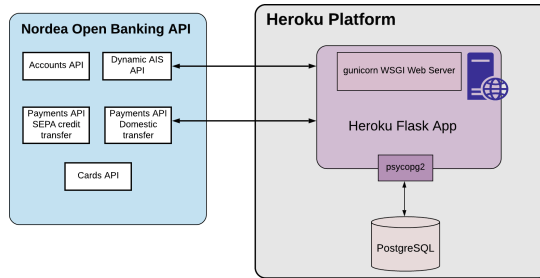 Nordea Open Banking API
Accounts API
Dynamic AIS
API
Payments API
SEPA credit
transfer
Payments API
Domestic
transfer
Cards API
Heroku Platform
gunicorn WSGI Web Server
Heroku Flask App
psycopg2
PostgreSQL